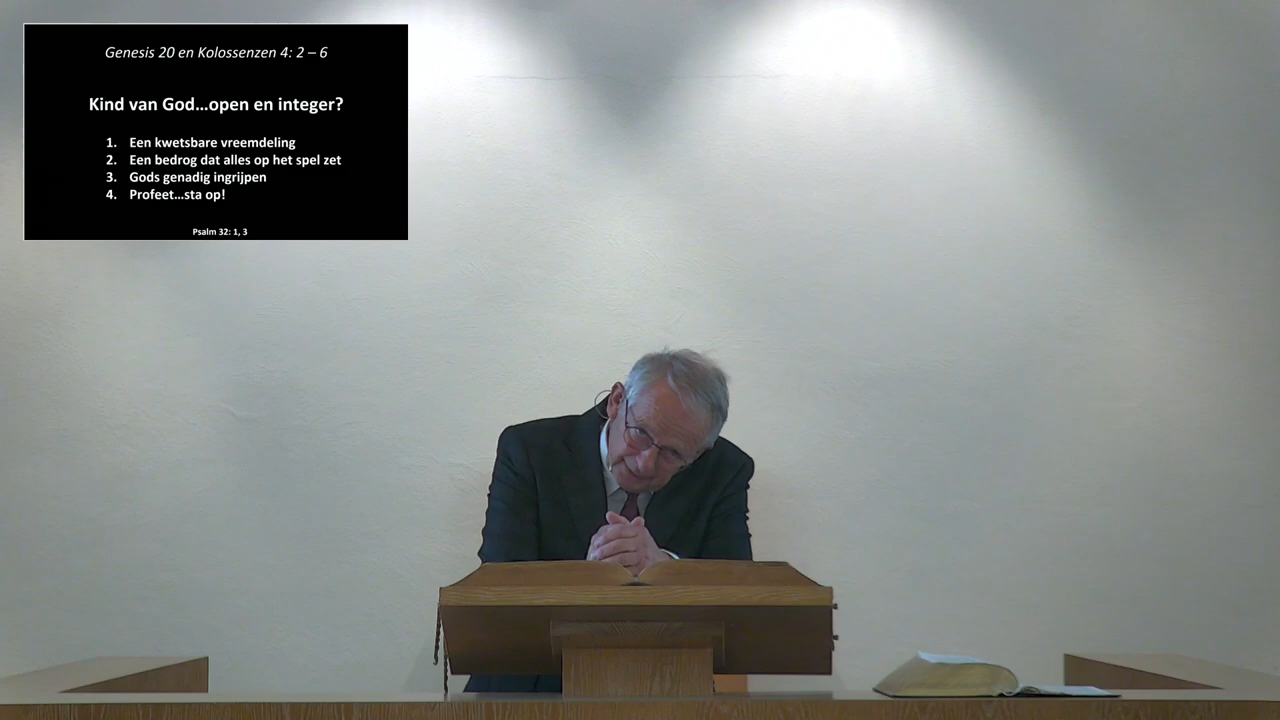 Genesis 20 en Kolossenzen 4: 2 – 6
Kind van God...open en integer?
1. Een kwetsbare vreemdeling
2. Een bedrog dat alles op het spel zet
3. Gods genadig ingrijpen
4. Profeet...sta op!
Psalm 32: 1, 3